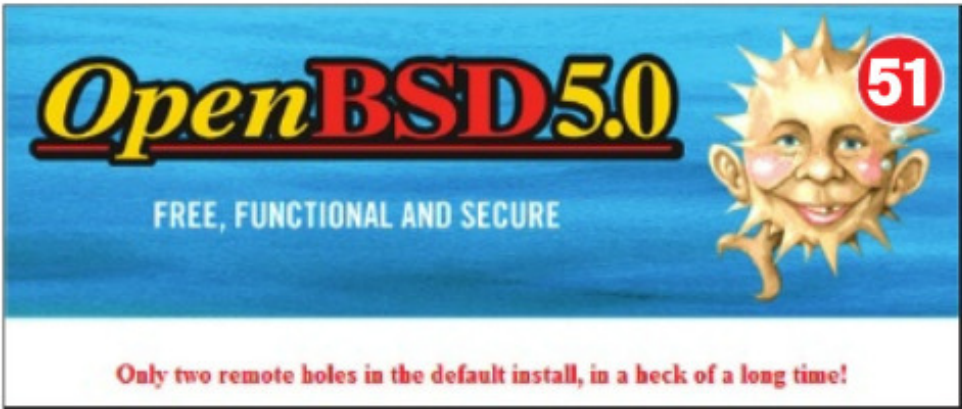 OpenBSD5.0
51
FREE, FUNCTIONAL AND SECURE
Only two remote holes in the default install, in a heck of a long time!